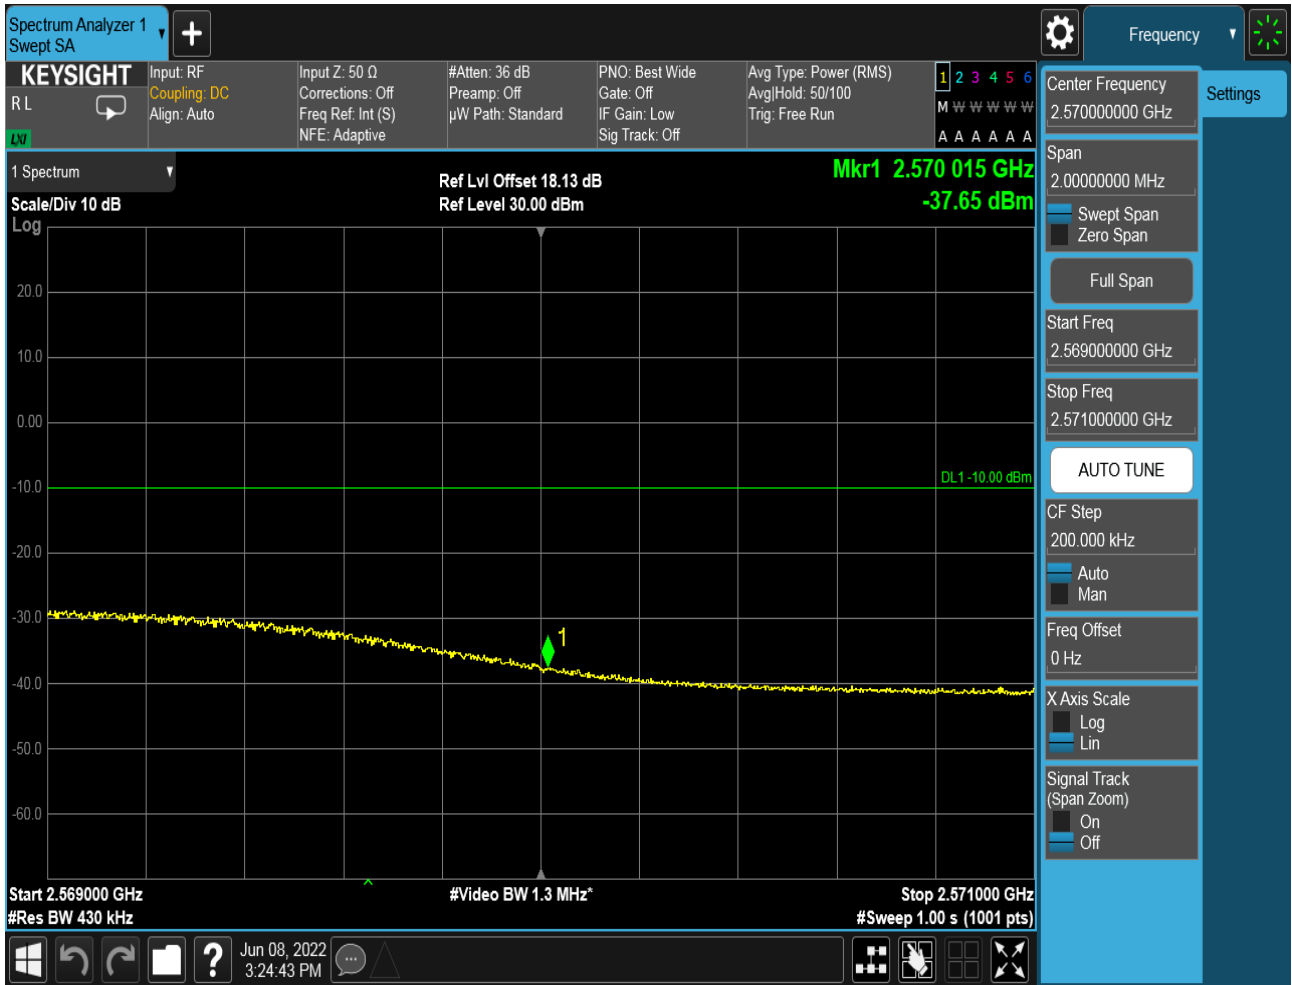 Spectrum Analyzer 1
Swept SA
Frequency
KEYSIGHT
R L
LXI
Input: RF
Coupling: DC
Align: Auto
Input Z: 50 Ω
Corrections: Off
Freq Ref: Int (S)
NFE: Adaptive
#Atten: 36 dB
Preamp: Off
µW Path: Standard
PNO: Best Wide
Gate: Off
IF Gain: Low
Sig Track: Off
Avg Type: Power (RMS)
Avg|Hold: 50/100
Trig: Free Run
1 2 3 4 5 6
M W W W W W
A A A A A A
1 Spectrum
Scale/Div 10 dB
Log
Ref Lvl Offset 18.13 dB
Ref Level 30.00 dBm
Mkr1 2.570 015 GHz
-37.65 dBm
20.0
10.0
0.00
-10.0
-20.0
-30.0
-40.0
-50.0
-60.0
DL1 -10.00 dBm
1
Start 2.569000 GHz
#Res BW 430 kHz
#Video BW 1.3 MHz*
Stop 2.571000 GHz
#Sweep 1.00 s (1001 pts)
Jun 08, 2022
3:24:43 PM
Center Frequency
2.570000000 GHz
Span
2.00000000 MHz
Swept Span
Zero Span
Full Span
Start Freq
2.569000000 GHz
Stop Freq
2.571000000 GHz
AUTO TUNE
CF Step
200.000 kHz
Auto
Man
Freq Offset
0 Hz
X Axis Scale
Log
Lin
Signal Track
(Span Zoom)
On
Off
Settings